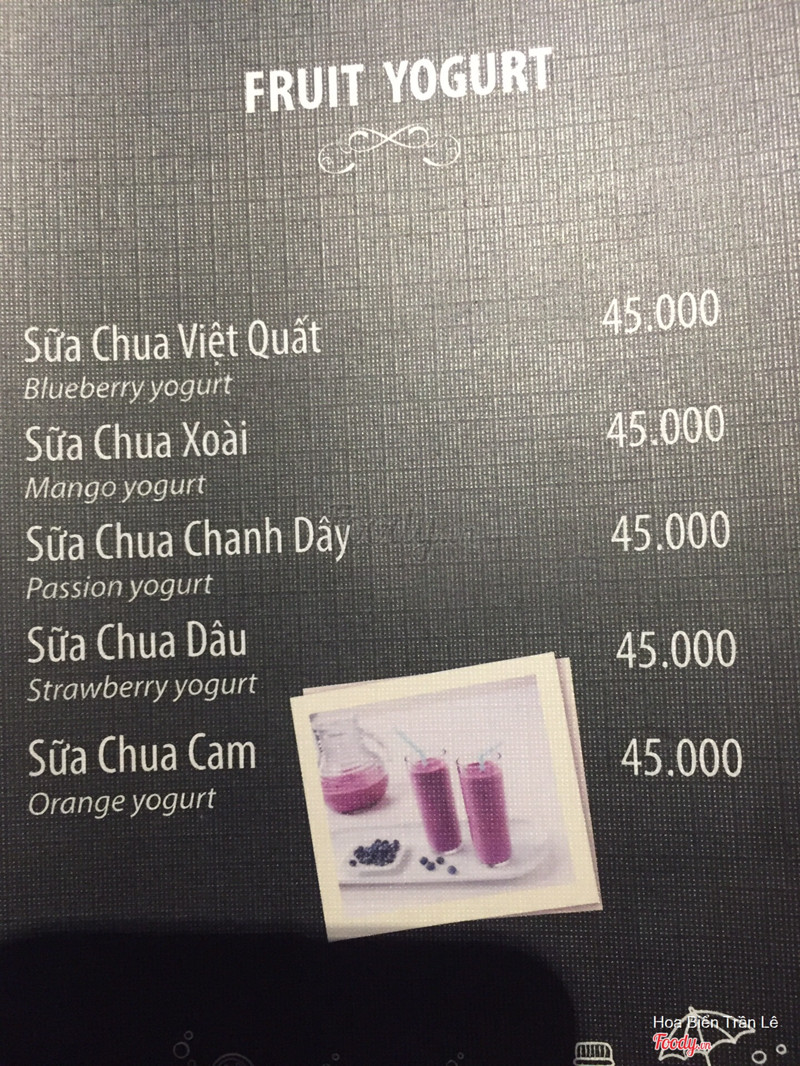 FRUIT YOGURT
Sữa Chua Việt Quất 45.000
Blueberry yogurt
Sữa Chua Xoài 45.000
Mango yogurt
Sữa Chua Chanh Dây 45.000
Passion yogurt
Sữa Chua Dâu 45.000
Strawberry yogurt
Sữa Chua Cam 45.000
Orange yogurt
Hoa Biển Trần Lê
Foody.vn